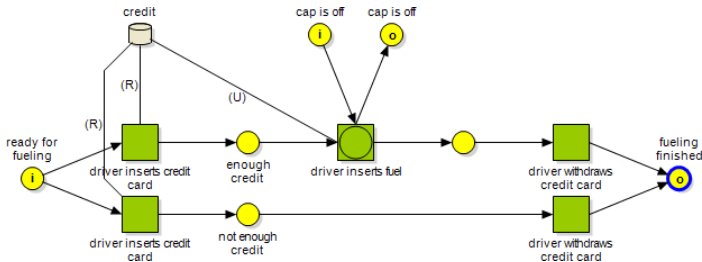 credit
cap is off
cap is off
i
o
(R)
(U)
(R)
ready for
fueling
i
driver inserts credit
card
enough
credit
driver inserts fuel
driver withdraws
credit card
fueling
finished
o
driver inserts credit
card
not enough
credit
driver withdraws
credit card